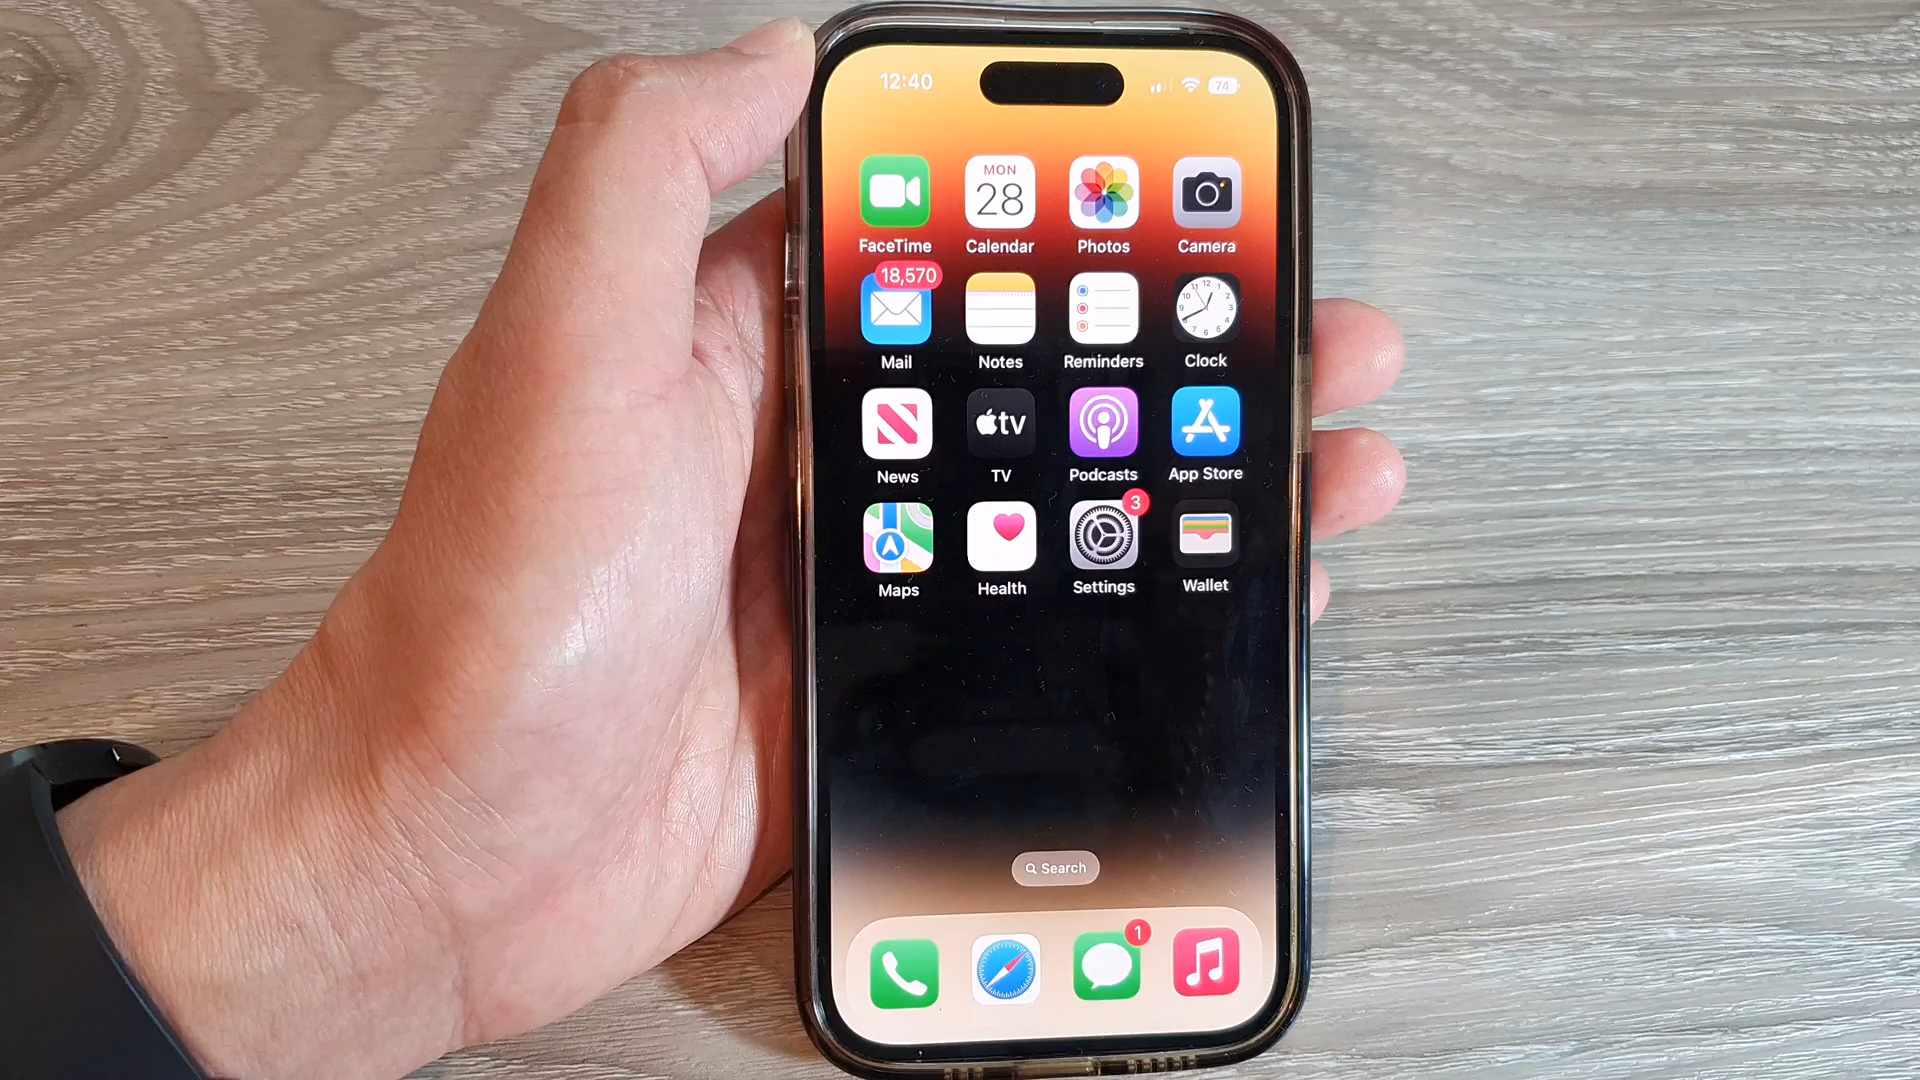 12:40 74
MON
28
FaceTime Calendar Photos Camera
18,570
Mail Notes Reminders Clock
tv
News TV Podcasts App Store
3
Maps Health Settings Wallet
Search
1